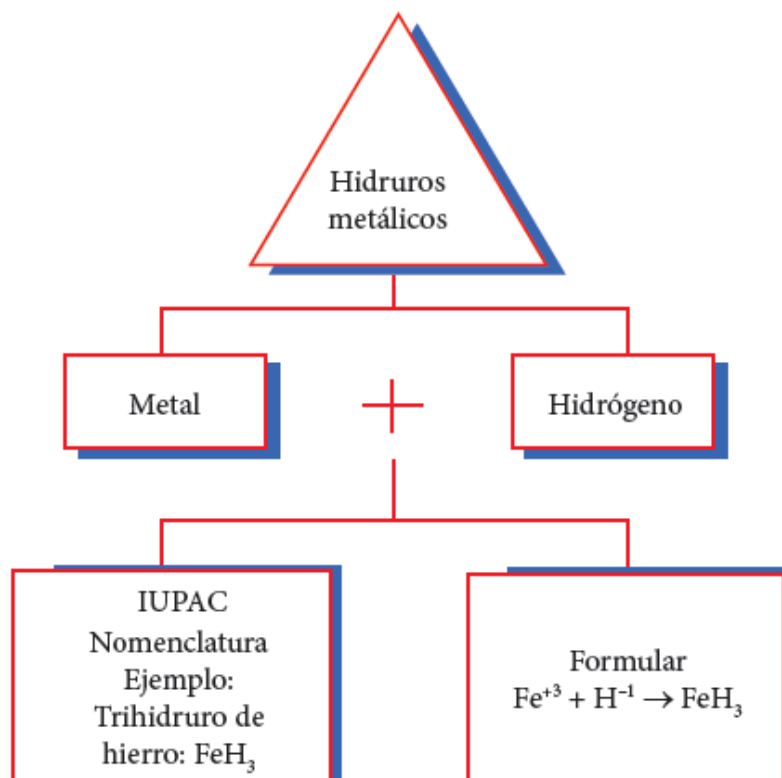 Hidruros
metálicos
Metal
+
Hidrógeno
IUPAC
Nomenclatura
Ejemplo:
Trihidruro de
hierro: FeH₃
Formular
Fe⁺³ + H⁻¹ → FeH₃